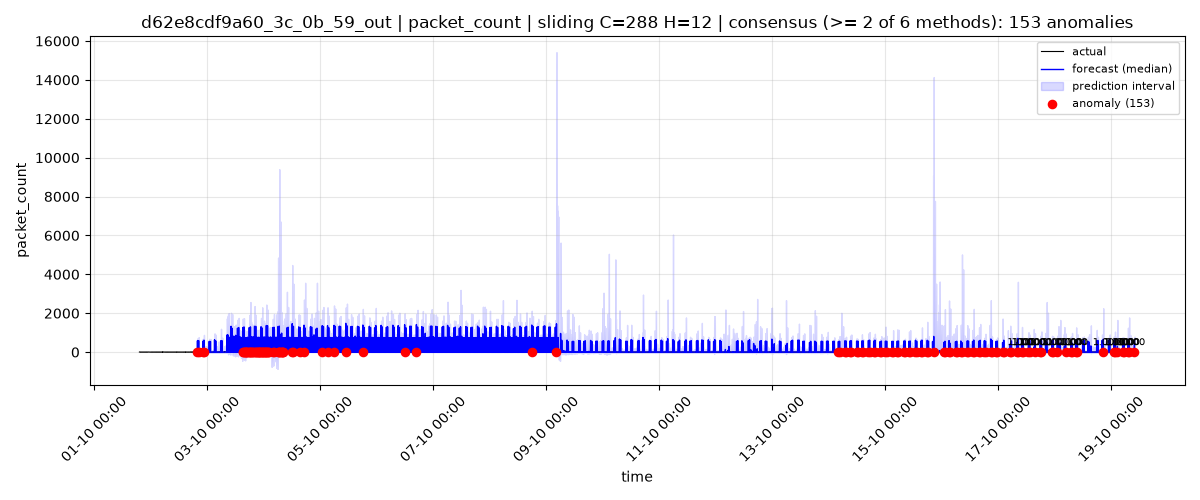 d62e8cdf9a60_3c_0b_59_out | packet_count | sliding C=288 H=12 | consensus (>= 2 of 6 methods): 153 anomalies
16000
14000
12000
10000
8000
6000
4000
2000
0
packet_count
actual
forecast (median)
prediction interval
anomaly (153)
01-10 00:00
03-10 00:00
05-10 00:00
07-10 00:00
09-10 00:00
11-10 00:00
13-10 00:00
15-10 00:00
17-10 00:00
19-10 00:00
time